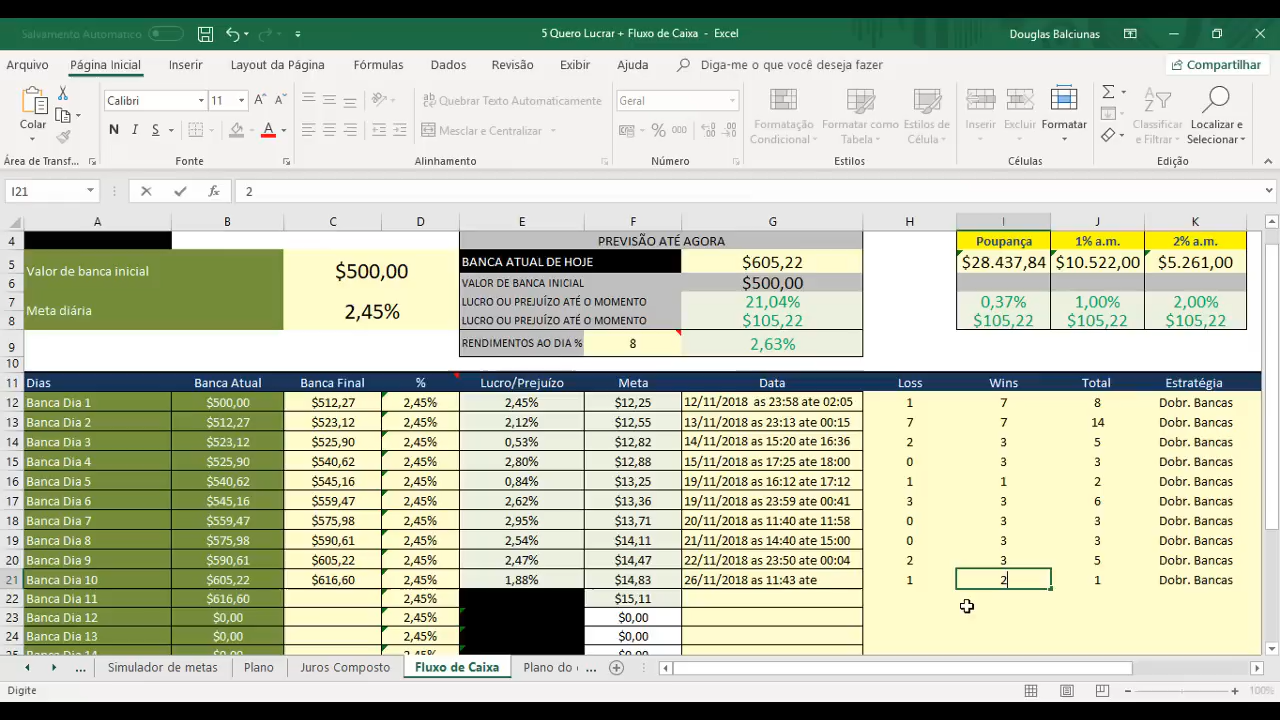 Salvamento Automático
5 Quero Lucrar + Fluxo de Caixa - Excel
Douglas Balciunas
Arquivo Página Inicial Inserir Layout da Página Fórmulas Dados Revisão Exibir Ajuda Diga-me o que você deseja fazer Compartilhar
Colar
Calibri 11
N I S
Quebrar Texto Automaticamente
Mesclar e Centralizar
Geral
% 000
Formatação Condicional
Formatar como Tabela
Estilos de Célula
Inserir Excluir Formatar
Classificar e Filtrar
Localizar e Selecionar
Área de Transf... Fonte Alinhamento Número Estilos Células Edição
I21 fx 2
A B C D E F G H I J K
4 PREVISÃO ATÉ AGORA Poupança 1% a.m. 2% a.m.
5 Valor de banca inicial $500,00 BANCA ATUAL DE HOJE $605,22 $28.437,84 $10.522,00 $5.261,00
6 VALOR DE BANCA INICIAL $500,00
7 LUCRO OU PREJUÍZO ATÉ O MOMENTO 21,04% 0,37% 1,00% 2,00%
8 Meta diária 2,45% LUCRO OU PREJUÍZO ATÉ O MOMENTO $105,22 $105,22 $105,22 $105,22
9 RENDIMENTOS AO DIA % 8 2,63%
10
11 Dias Banca Atual Banca Final % Lucro/Prejuízo Meta Data Loss Wins Total Estratégia
12 Banca Dia 1 $500,00 $512,27 2,45% 2,45% $12,25 12/11/2018 as 23:58 ate 02:05 1 7 8 Dobr. Bancas
13 Banca Dia 2 $512,27 $523,12 2,45% 2,12% $12,55 13/11/2018 as 23:13 ate 00:15 7 7 14 Dobr. Bancas
14 Banca Dia 3 $523,12 $525,90 2,45% 0,53% $12,82 14/11/2018 as 15:20 ate 16:36 2 3 5 Dobr. Bancas
15 Banca Dia 4 $525,90 $540,62 2,45% 2,80% $12,88 15/11/2018 as 17:25 ate 18:00 0 3 3 Dobr. Bancas
16 Banca Dia 5 $540,62 $545,16 2,45% 0,84% $13,25 19/11/2018 as 16:12 ate 17:12 1 1 2 Dobr. Bancas
17 Banca Dia 6 $545,16 $559,47 2,45% 2,62% $13,36 19/11/2018 as 23:59 ate 00:41 3 3 6 Dobr. Bancas
18 Banca Dia 7 $559,47 $575,98 2,45% 2,95% $13,71 20/11/2018 as 11:40 ate 11:58 0 3 3 Dobr. Bancas
19 Banca Dia 8 $575,98 $590,61 2,45% 2,54% $14,11 21/11/2018 as 14:40 ate 15:00 0 3 3 Dobr. Bancas
20 Banca Dia 9 $590,61 $605,22 2,45% 2,47% $14,47 22/11/2018 as 23:50 ate 00:04 2 3 5 Dobr. Bancas
21 Banca Dia 10 $605,22 $616,60 2,45% 1,88% $14,83 26/11/2018 as 11:43 ate 1 2 1 Dobr. Bancas
22 Banca Dia 11 $616,60 2,45% $15,11
23 Banca Dia 12 $0,00 2,45% $0,00
24 Banca Dia 13 $0,00 2,45% $0,00
... Simulador de metas Plano Juros Composto Fluxo de Caixa Plano do ...
Digite 100%